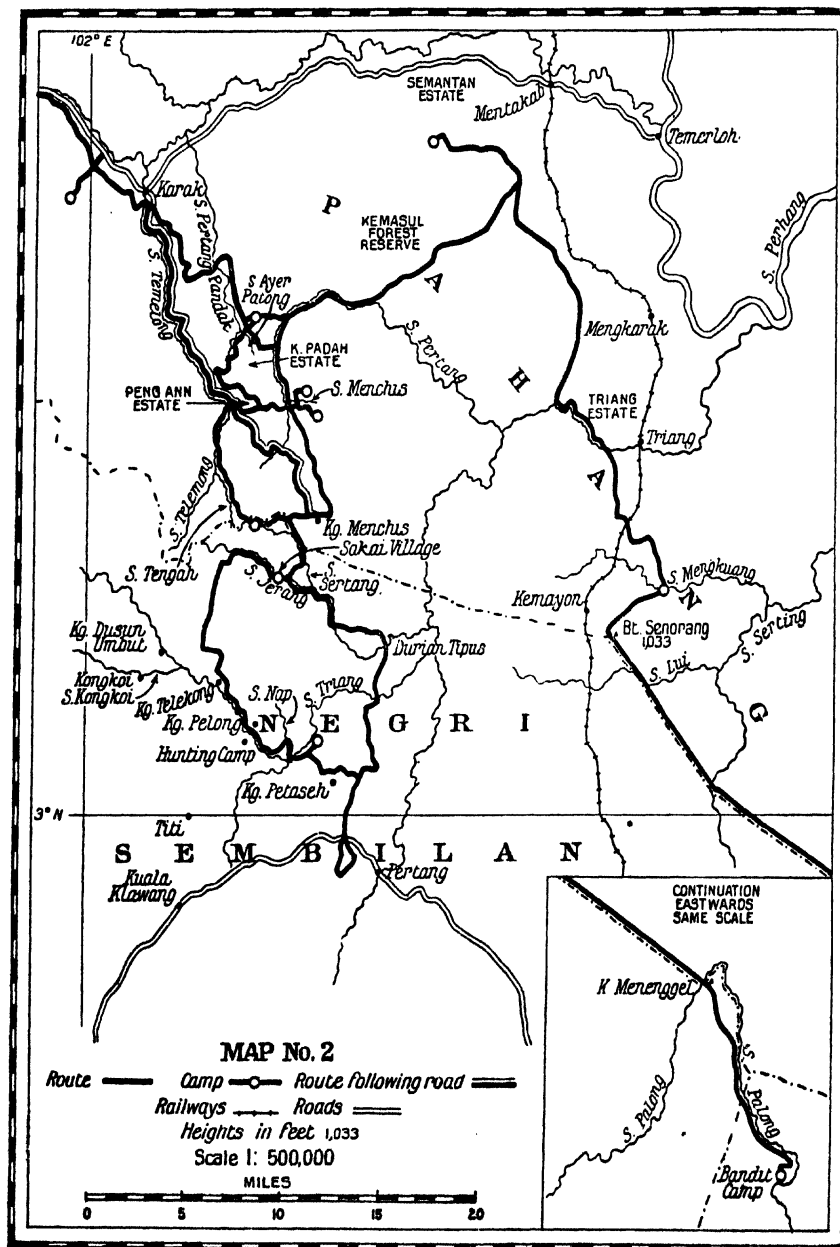 102° E
SEMANTAN
ESTATE
Mentakab
Temerloh
Karak
S. Pertang
P
KEMASUL
FOREST
RESERVE
S. Perhang
S. Temelong
Pandak
S Ayer
Patong
A
Mengkarak
K. PADAH
ESTATE
S. Pertang
H
PENG ANN
ESTATE
S. Menchis
TRIANG
ESTATE
Triang
A
S. Telemong
Kg. Menchis
Sakai Village
S. Tengah
S. Jerang
S.
Sertang
S. Mengkuang
Kemayon
N
Kg. Dusun
Umbut
Durian Tipus
Bt. Senorang
1,033
S. Serting
Kongkoi
S. Kongkoi
S. Lui
Kg. Telekong
S. Nap
S. Triang
G
Kg. Pelong
N E G R I
Hunting Camp
Kg. Petaseh
3° N
Titi
S E M B I L A N
Kuala
Klawang
Pertang
CONTINUATION
EASTWARDS
SAME SCALE
K Menengget
S.
Palong
S. Palong
Bandit
Camp
MAP No. 2
Route Camp Route following road
Railways Roads
Heights in feet 1,033
Scale 1: 500,000
MILES
0 5 10 15 20